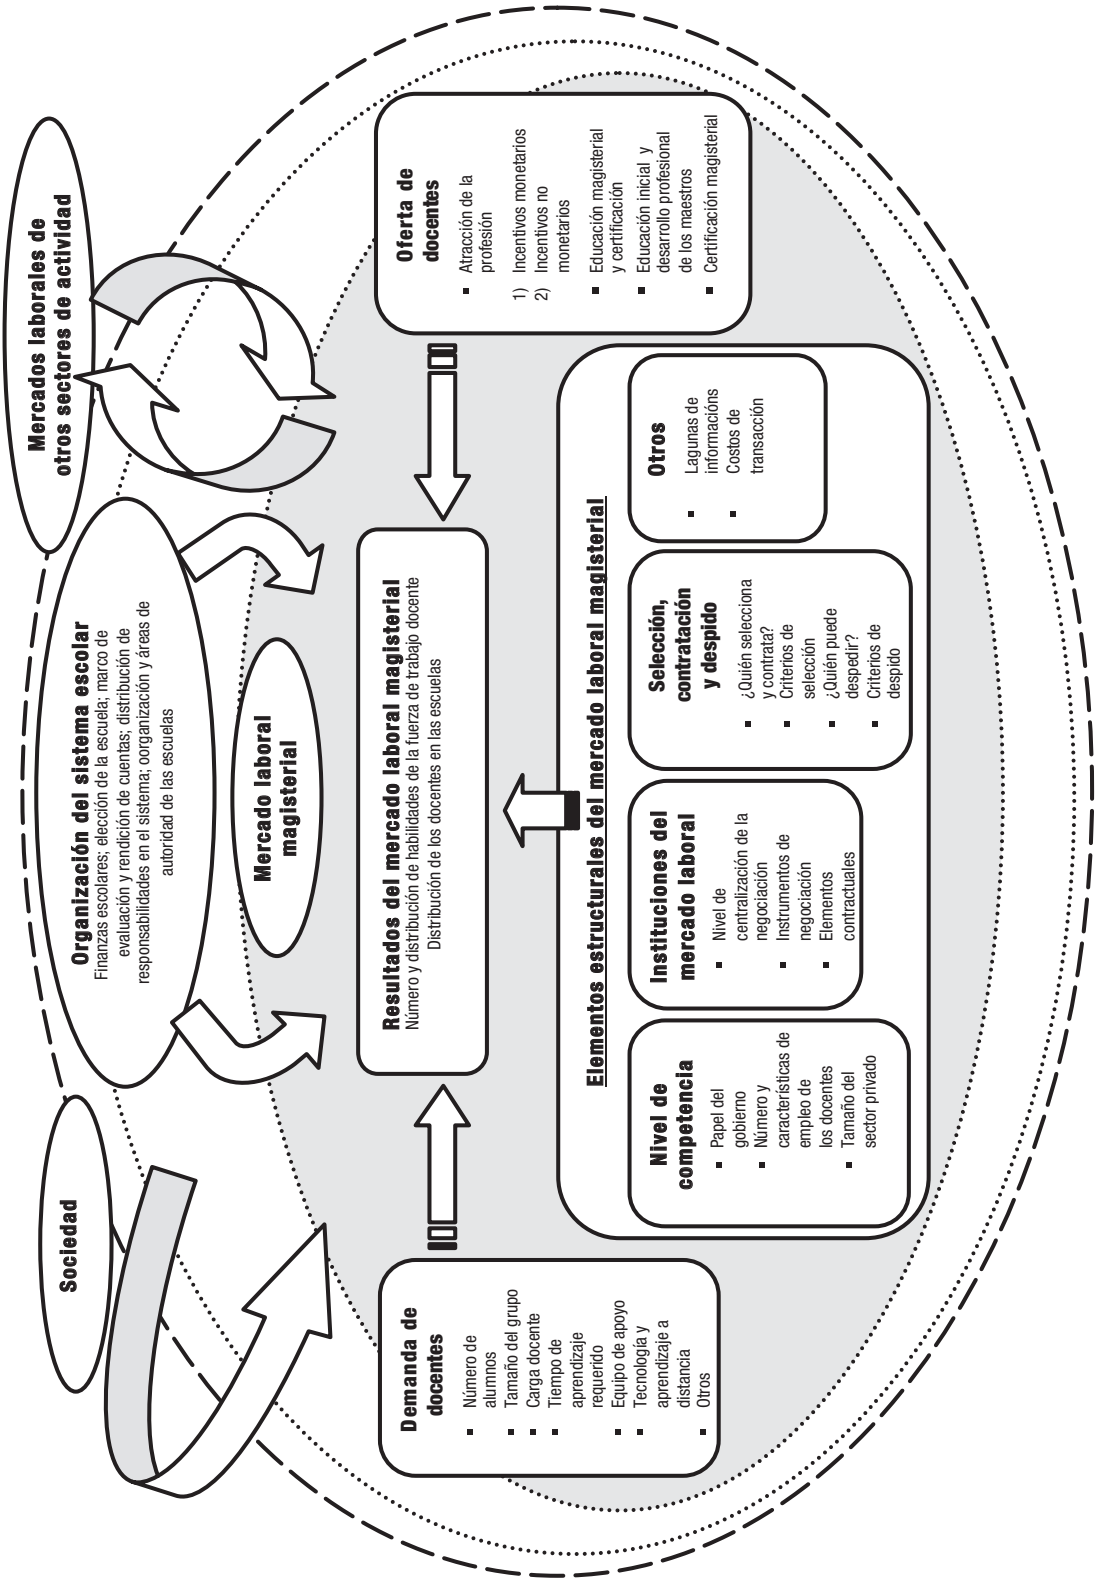 Sociedad
Organización del sistema escolar
Finanzas escolares; elección de la escuela; marco de
evaluación y rendición de cuentas; distribución de
responsabilidades en el sistema; oorganización y áreas de
autoridad de las escuelas
Mercados laborales de
otros sectores de actividad
Mercado laboral
magisterial
Demanda de
docentes
▪ Número de
alumnos
▪ Tamaño del grupo
▪ Carga docente
▪ Tiempo de
aprendizaje
requerido
▪ Equipo de apoyo
▪ Tecnología y
aprendizaje a
distancia
▪ Otros
Resultados del mercado laboral magisterial
Número y distribución de habilidades de la fuerza de trabajo docente
Distribución de los docentes en las escuelas
Oferta de
docentes
▪ Atracción de la
profesión
1) Incentivos monetarios
2) Incentivos no
monetarios
▪ Educación magisterial
y certificación
▪ Educación inicial y
desarrollo profesional
de los maestros
▪ Certificación magisterial
Elementos estructurales del mercado laboral magisterial
Nivel de
competencia
▪ Papel del
gobierno
▪ Número y
características de
empleo de
los docentes
▪ Tamaño del
sector privado
Instituciones del
mercado laboral
▪ Nivel de
centralización de la
negociación
▪ Instrumentos de
negociación
▪ Elementos
contractuales
Selección,
contratación
y despido
▪ ¿Quién selecciona
y contrata?
▪ Criterios de
selección
▪ ¿Quién puede
despedir?
▪ Criterios de
despido
Otros
▪ Lagunas de
informacións
▪ Costos de
transacción